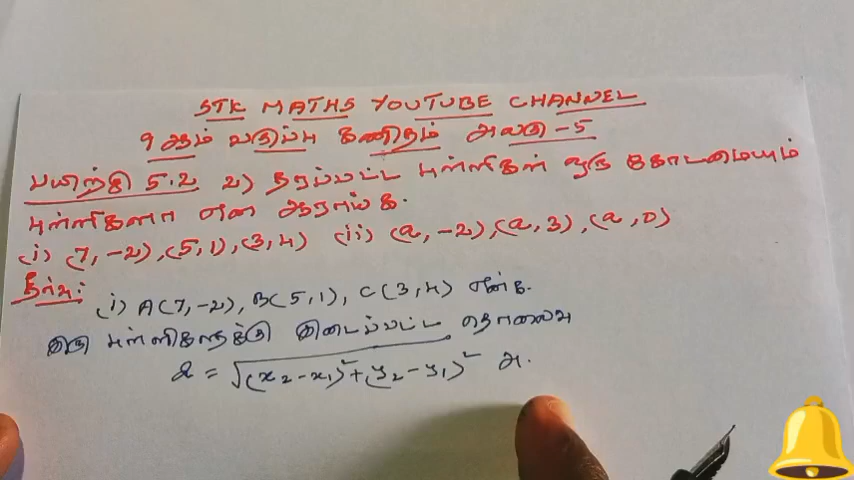 STK MATHS YOUTUBE CHANNEL
9 ஆம் வகுப்பு கணிதம் அலகு - 5
பயிற்சி 5.2 2) தரப்பட்ட புள்ளிகள் ஒரு கோடமையும்
புள்ளிகளா என ஆராய்க.
(i) (7, -2), (5, 1), (3, 4) (ii) (a, -2), (a, 3), (a, 0)
தீர்வு:
(i) A(7, -2), B(5, 1), C(3, 4) என்க.
இரு புள்ளிகளுக்கு இடைப்பட்ட தொலைவு
d = √(x₂ - x₁)² + (y₂ - y₁)² அ.